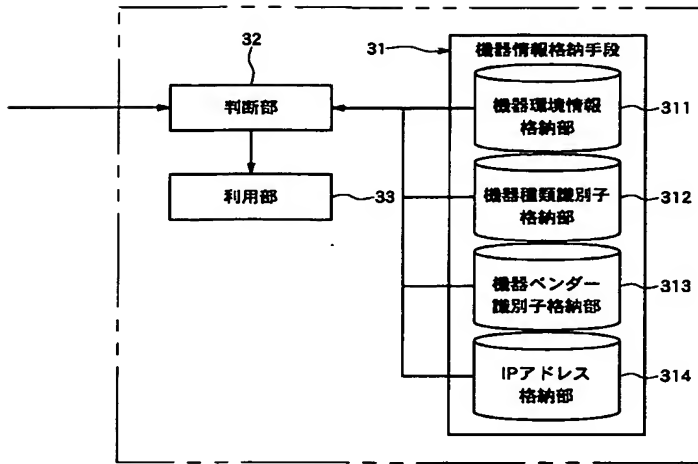 32
31
機器情報格納手段
判断部
機器環境情報
格納部
311
利用部
33
機器種類識別子
格納部
312
機器ベンダー
識別子格納部
313
IPアドレス
格納部
314